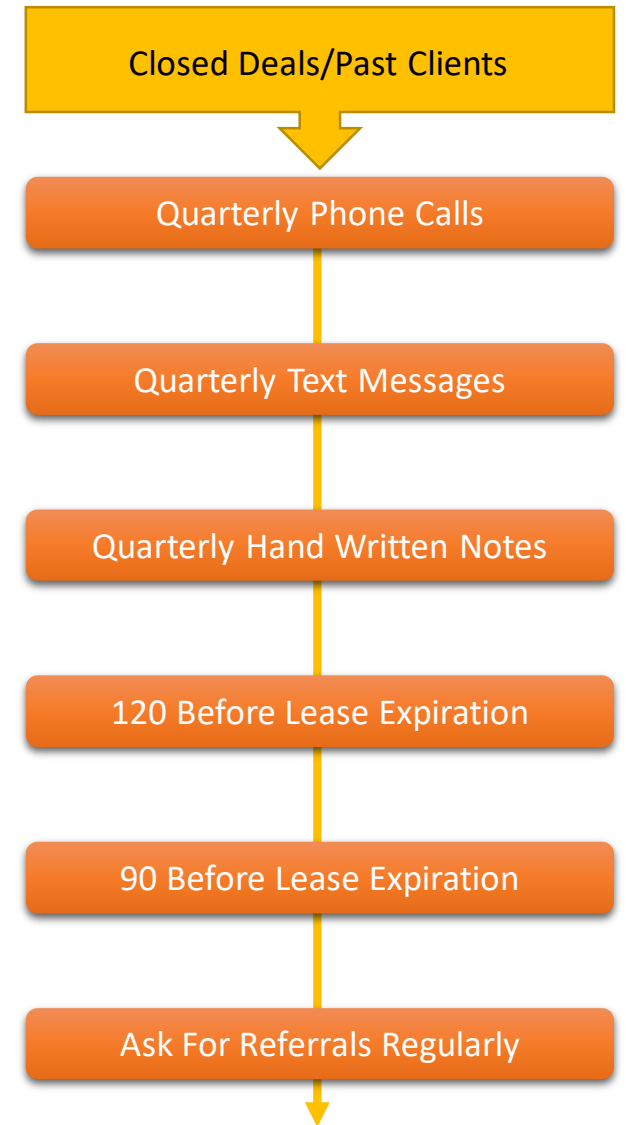 Closed Deals/Past Clients
Quarterly Phone Calls
Quarterly Text Messages
Quarterly Hand Written Notes
120 Before Lease Expiration
90 Before Lease Expiration
Ask For Referrals Regularly